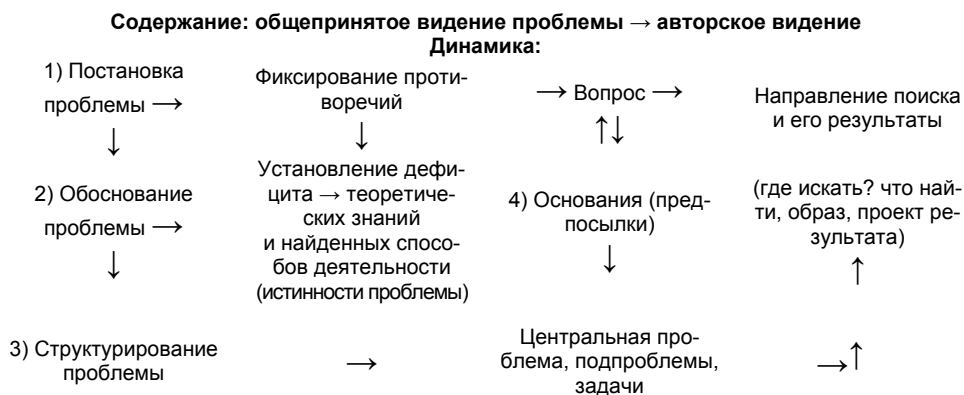 Содержание: общепринятое видение проблемы → авторское видение
Динамика:
1) Постановка
проблемы →
↓
Фиксирование проти-
воречий
↓
→ Вопрос →
↑↓
Направление поиска
и его результаты
2) Обоснование
проблемы →
↓
Установление дефи-
цита → теоретиче-
ских знаний
и найденных спосо-
бов деятельности
(истинности проблемы)
4) Основания (пред-
посылки)
↓
(где искать? что най-
ти, образ, проект ре-
зультата)
↑
3) Структурирование
проблемы
→
Центральная про-
блема, подпроблемы,
задачи
→↑